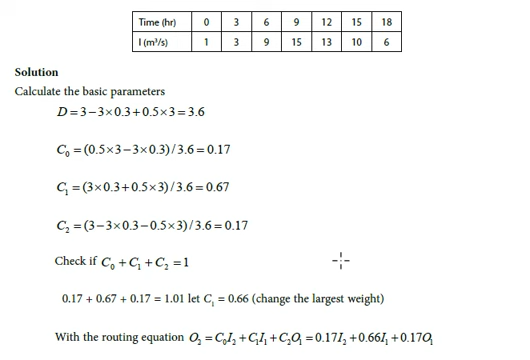 Time (hr) 0 3 6 9 12 15 18
I (m³/s) 1 3 9 15 13 10 6
Solution
Calculate the basic parameters
D = 3 − 3×0.3 + 0.5×3 = 3.6
C₀ = (0.5×3 − 3×0.3) / 3.6 = 0.17
C₁ = (3×0.3 + 0.5×3) / 3.6 = 0.67
C₂ = (3 − 3×0.3 − 0.5×3) / 3.6 = 0.17
Check if C₀ + C₁ + C₂ = 1
0.17 + 0.67 + 0.17 = 1.01 let C₁ = 0.66 (change the largest weight)
With the routing equation O₂ = C₀I₂ + C₁I₁ + C₂O₁ = 0.17I₂ + 0.66I₁ + 0.17O₁